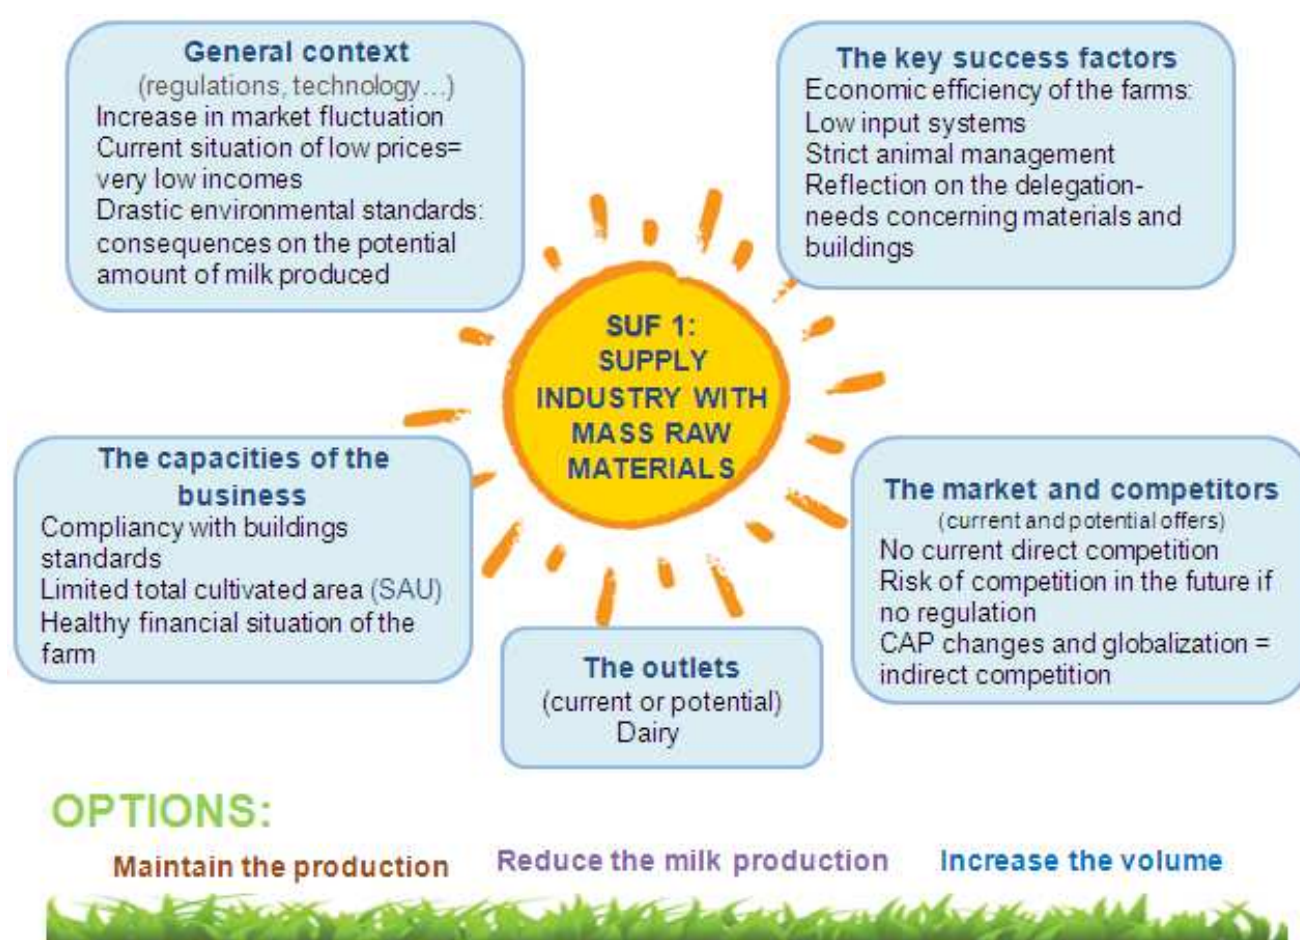 General context
(regulations, technology...)
Increase in market fluctuation
Current situation of low prices=
very low incomes
Drastic environmental standards:
consequences on the potential
amount of milk produced
The key success factors
Economic efficiency of the farms:
Low input systems
Strict animal management
Reflection on the delegation-
needs concerning materials and
buildings
SUF 1:
SUPPLY
INDUSTRY WITH
MASS RAW
MATERIALS
The capacities of the
business
Compliancy with buildings
standards
Limited total cultivated area (SAU)
Healthy financial situation of the
farm
The market and competitors
(current and potential offers)
No current direct competition
Risk of competition in the future if
no regulation
CAP changes and globalization =
indirect competition
The outlets
(current or potential)
Dairy
OPTIONS:
Maintain the production
Reduce the milk production
Increase the volume